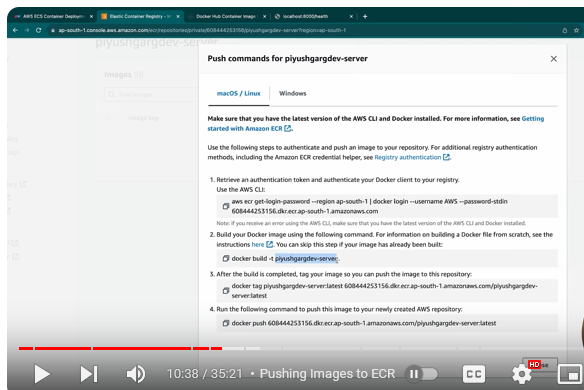 AWS ECS Container Deploym
Elastic Container Registry
Docker Hub Container Image
localhost:8000/health
ap-south-1.console.aws.amazon.com/ecr/repositories/private/608444253156/piyushgardev-server?region=ap-south-1
piyushgardev-server
Images
Push commands for piyushgardev-server
macOS / Linux
Windows
Make sure that you have the latest version of the AWS CLI and Docker installed. For more information, see Getting
started with Amazon ECR
Use the following steps to authenticate and push an image to your repository. For additional registry authentication
methods, including the Amazon ECR credential helper, see Registry authentication
1. Retrieve an authentication token and authenticate your Docker client to your registry.
Use the AWS CLI:
aws ecr get-login-password --region ap-south-1 | docker login --username AWS --password-stdin
608444253156.dkr.ecr.ap-south-1.amazonaws.com
Note: if you receive an error using the AWS CLI, make sure that you have the latest version of the AWS CLI and Docker installed.
2. Build your Docker image using the following command. For information on building a Docker file from scratch, see the
instructions here. You can skip this step if your image has already been built:
docker build -t piyushgargdev-server .
3. After the build is completed, tag your image so you can push the image to this repository:
docker tag piyushgargdev-server:latest 608444253156.dkr.ecr.ap-south-1.amazonaws.com/piyushgargdev-
server:latest
4. Run the following command to push this image to your newly created AWS repository:
docker push 608444253156.dkr.ecr.ap-south-1.amazonaws.com/piyushgargdev-server:latest
10:38 / 35:21 • Pushing Images to ECR
CC
HD